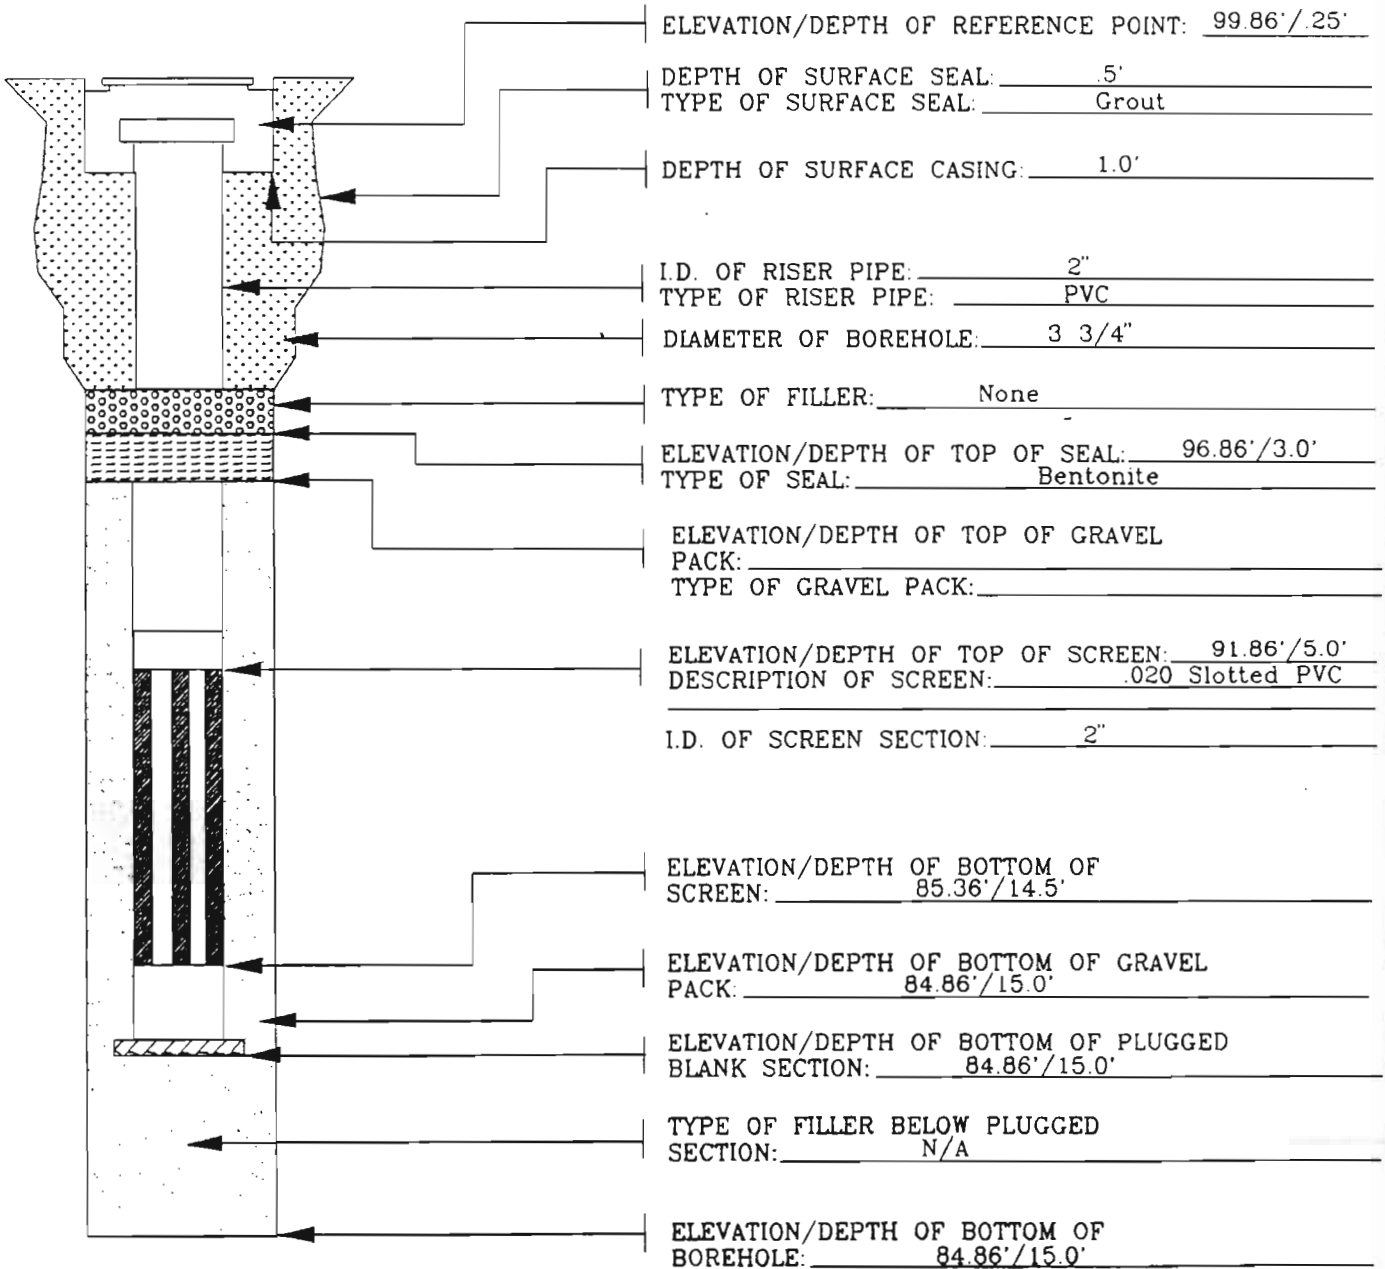 ELEVATION/DEPTH OF REFERENCE POINT: 99.86'/.25'
DEPTH OF SURFACE SEAL: .5'
TYPE OF SURFACE SEAL: Grout
DEPTH OF SURFACE CASING: 1.0'
I.D. OF RISER PIPE: 2"
TYPE OF RISER PIPE: PVC
DIAMETER OF BOREHOLE: 3 3/4"
TYPE OF FILLER: None
ELEVATION/DEPTH OF TOP OF SEAL: 96.86'/3.0'
TYPE OF SEAL: Bentonite
ELEVATION/DEPTH OF TOP OF GRAVEL
PACK:
TYPE OF GRAVEL PACK:
ELEVATION/DEPTH OF TOP OF SCREEN: 91.86'/5.0'
DESCRIPTION OF SCREEN: .020 Slotted PVC
I.D. OF SCREEN SECTION: 2"
ELEVATION/DEPTH OF BOTTOM OF
SCREEN: 85.36'/14.5'
ELEVATION/DEPTH OF BOTTOM OF GRAVEL
PACK: 84.86'/15.0'
ELEVATION/DEPTH OF BOTTOM OF PLUGGED
BLANK SECTION: 84.86'/15.0'
TYPE OF FILLER BELOW PLUGGED
SECTION: N/A
ELEVATION/DEPTH OF BOTTOM OF
BOREHOLE: 84.86'/15.0'